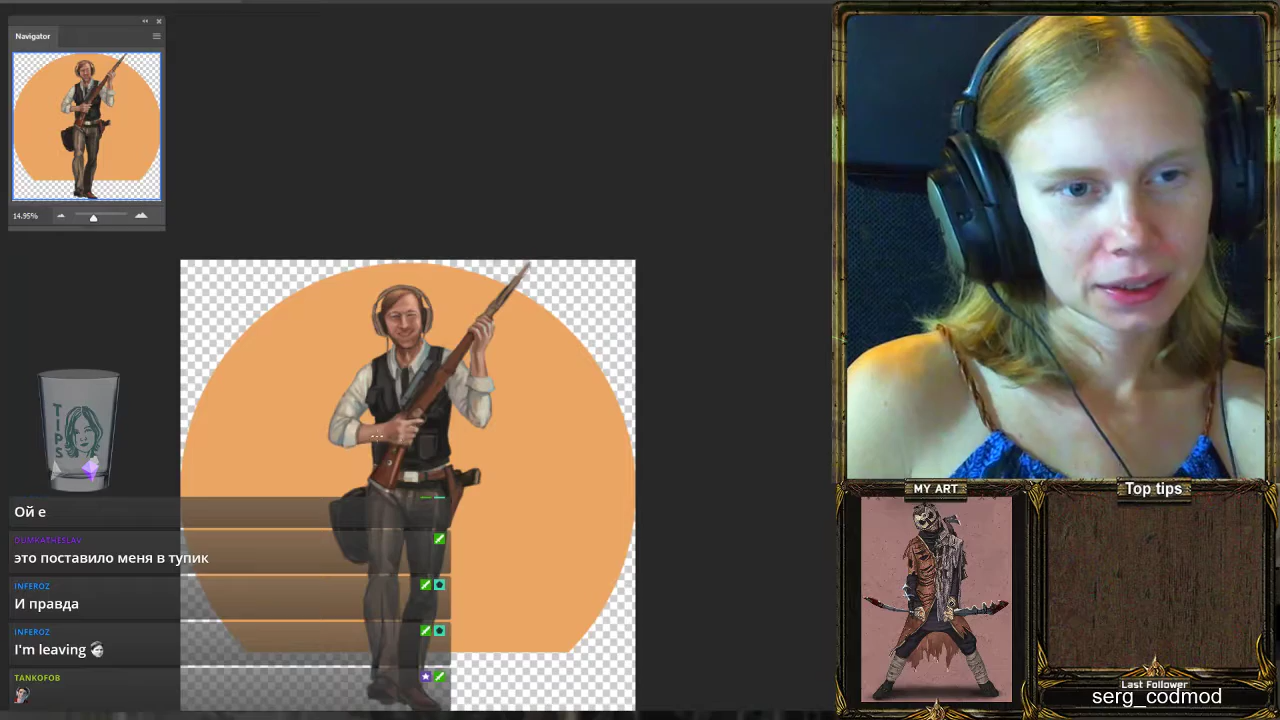 Navigator
14.95%
TIPS
Ой е
DUMKATHESLAV
это поставило меня в тупик
INFEROZ
И правда
INFEROZ
I'm leaving
TANKOFOB
MY ART
Top tips
Last Follower
serg_codmod